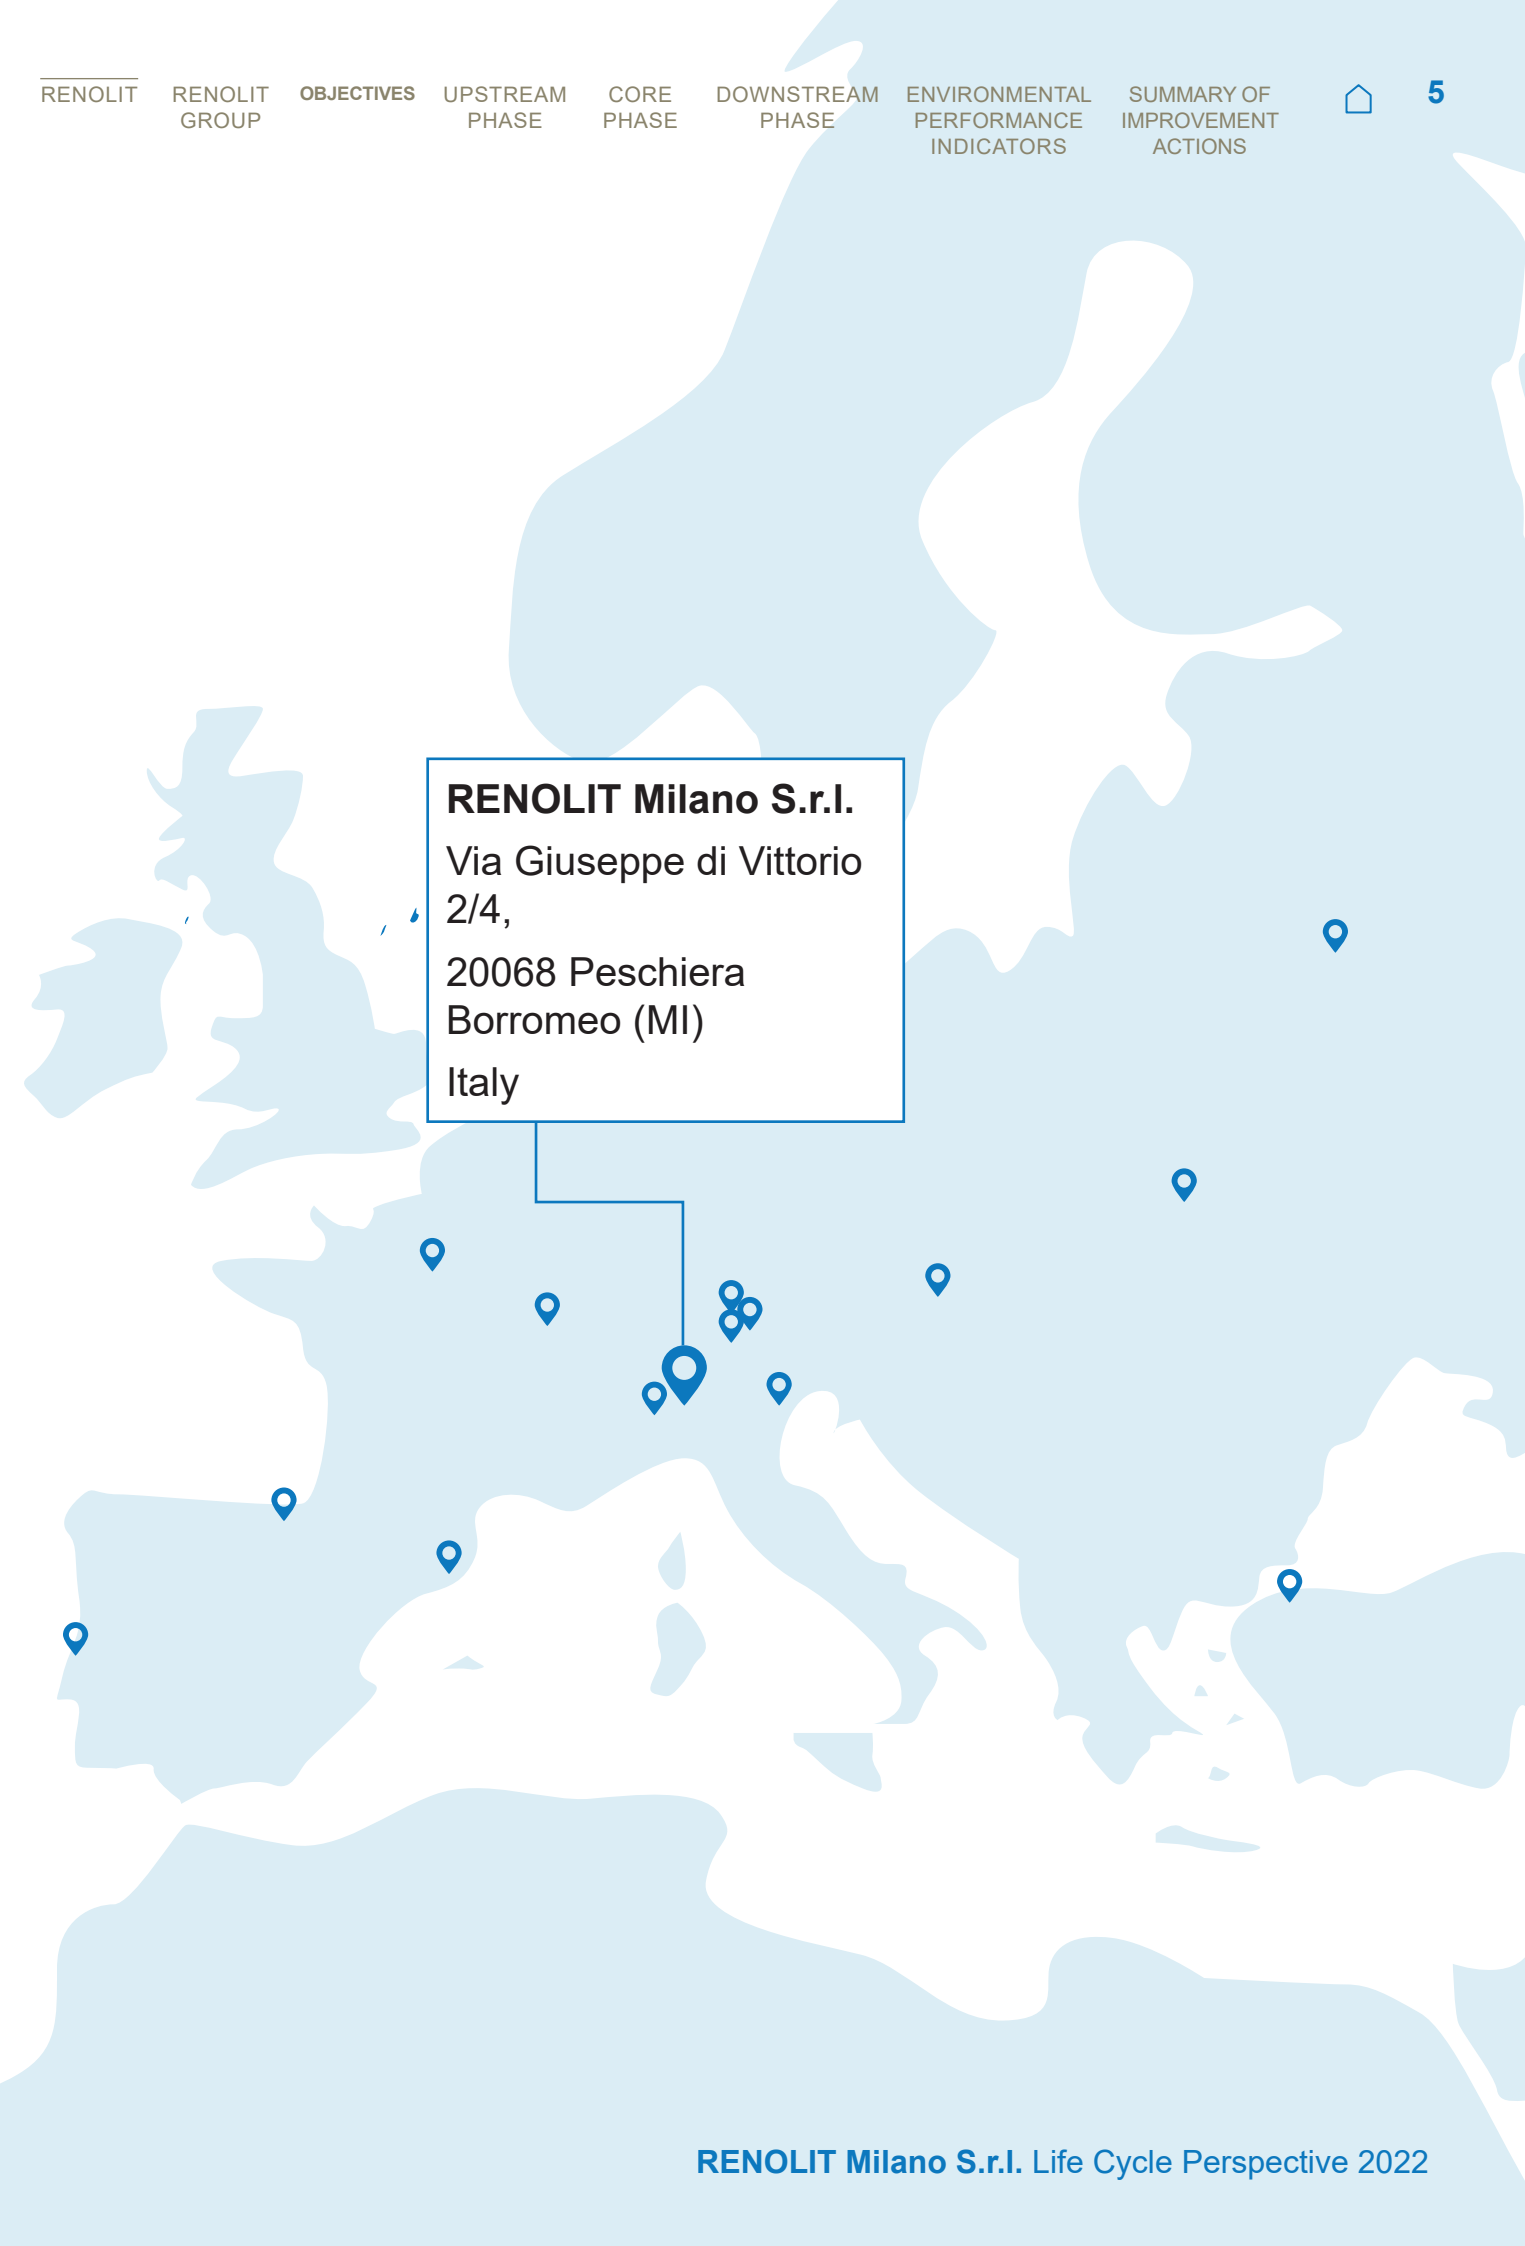 RENOLIT
RENOLIT
GROUP
OBJECTIVES
UPSTREAM
PHASE
CORE
PHASE
DOWNSTREAM
PHASE
ENVIRONMENTAL
PERFORMANCE
INDICATORS
SUMMARY OF
IMPROVEMENT
ACTIONS
5
RENOLIT Milano S.r.l.
Via Giuseppe di Vittorio
2/4,
20068 Peschiera
Borromeo (MI)
Italy
RENOLIT Milano S.r.l. Life Cycle Perspective 2022